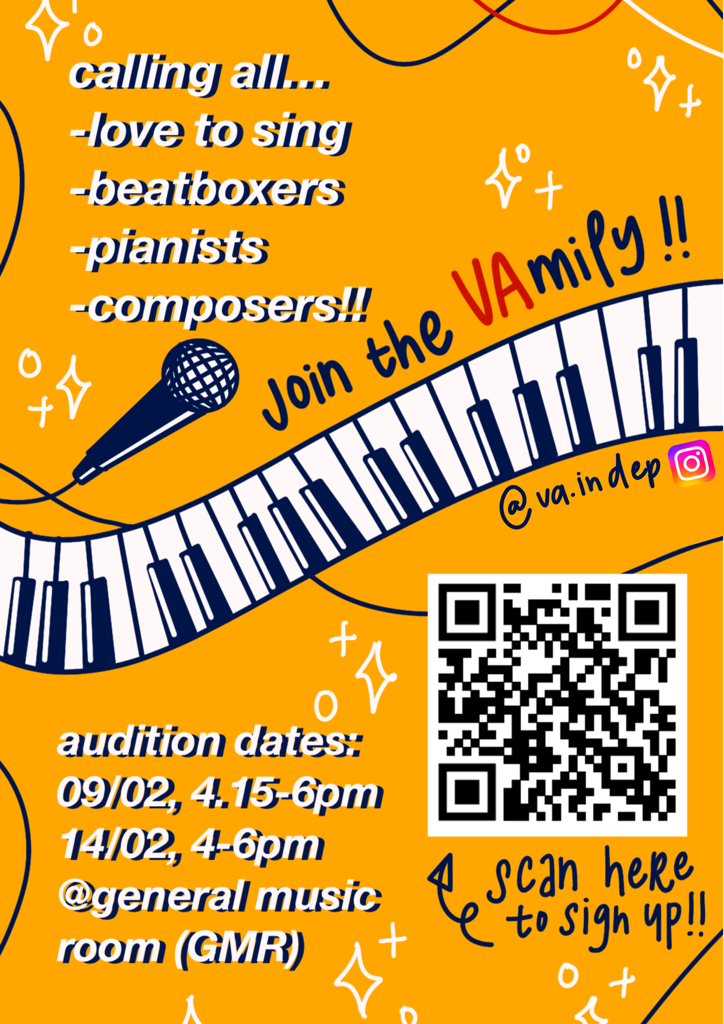 calling all...
-love to sing
-beatboxers
-pianists
-composers!!
Join the VAmily!!
@va.indep
audition dates:
09/02, 4.15-6pm
14/02, 4-6pm
@general music
room (GMR)
scan here
to sign up!!